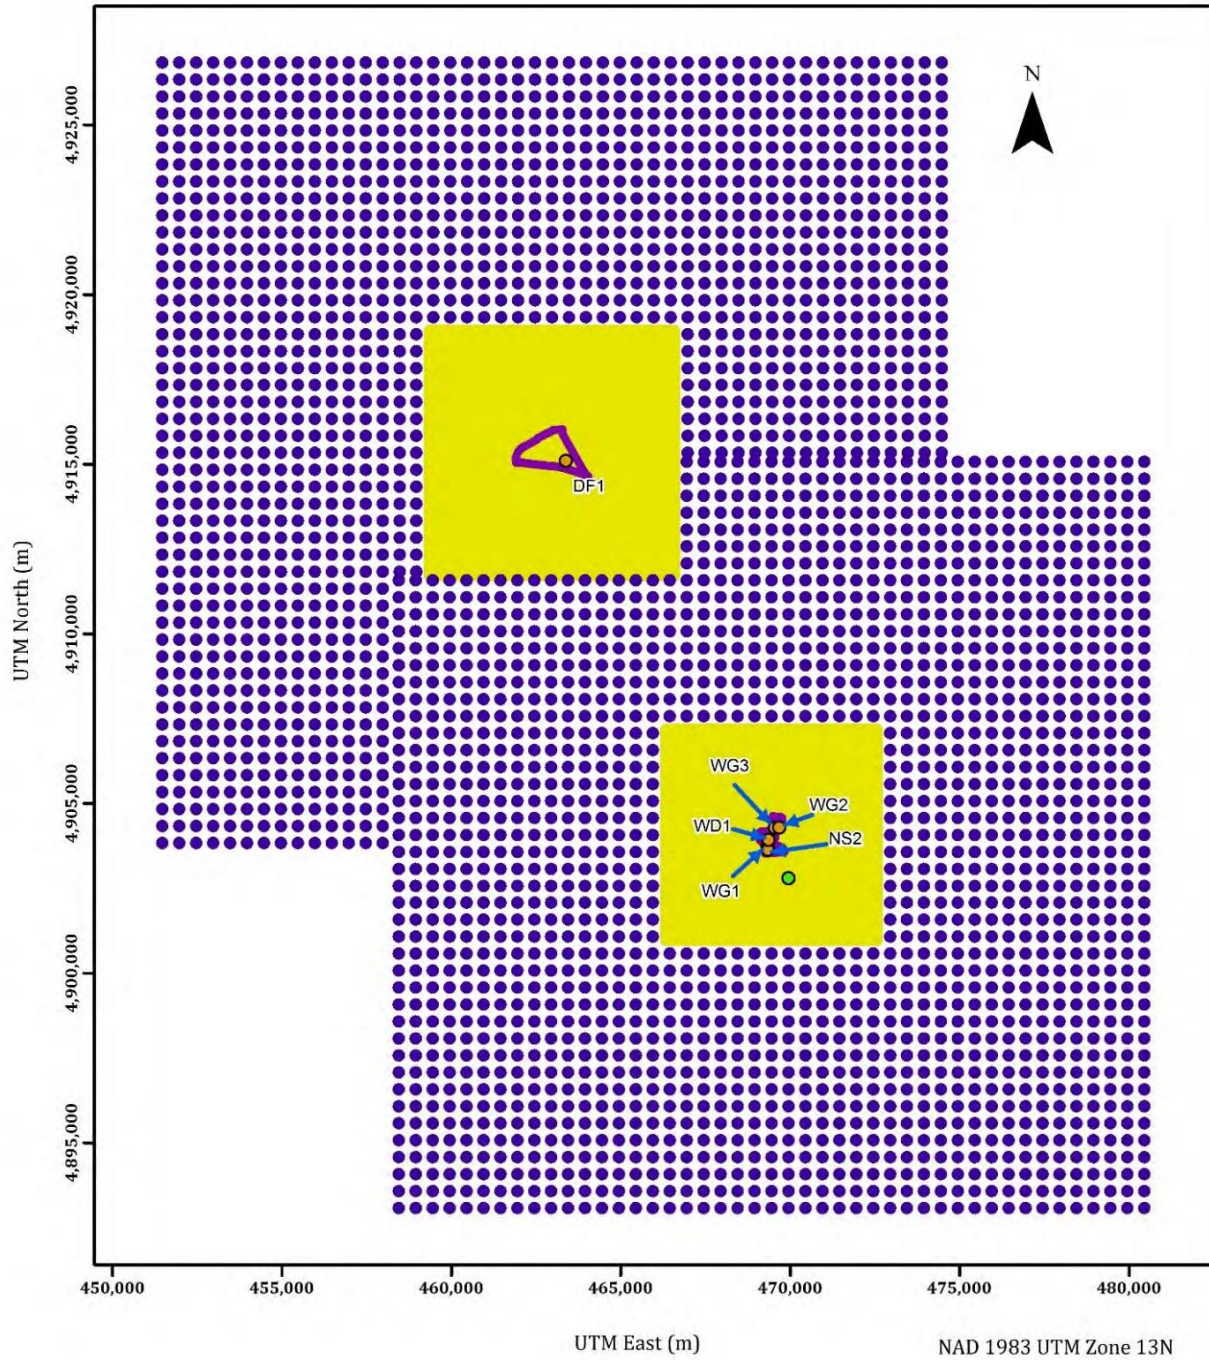 N
4,925,000
4,920,000
4,915,000
4,910,000
4,905,000
4,900,000
4,895,000
UTM North (m)
DF1
WG3
WG2
WD1
NS2
WG1
450,000
455,000
460,000
465,000
470,000
475,000
480,000
UTM East (m)
NAD 1983 UTM Zone 13N